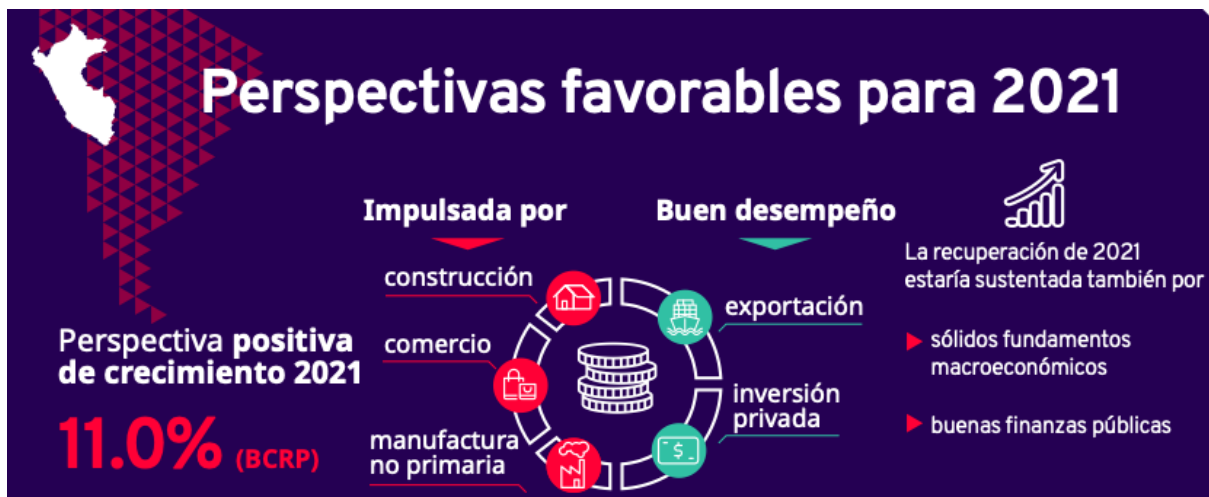 Perspectivas favorables para 2021
Perspectiva positiva
de crecimiento 2021
11.0% (BCRP)
Impulsada por
construcción
comercio
manufactura
no primaria
Buen desempeño
exportación
inversión
privada
$
La recuperación de 2021
estaría sustentada también por
sólidos fundamentos
macroeconómicos
buenas finanzas públicas